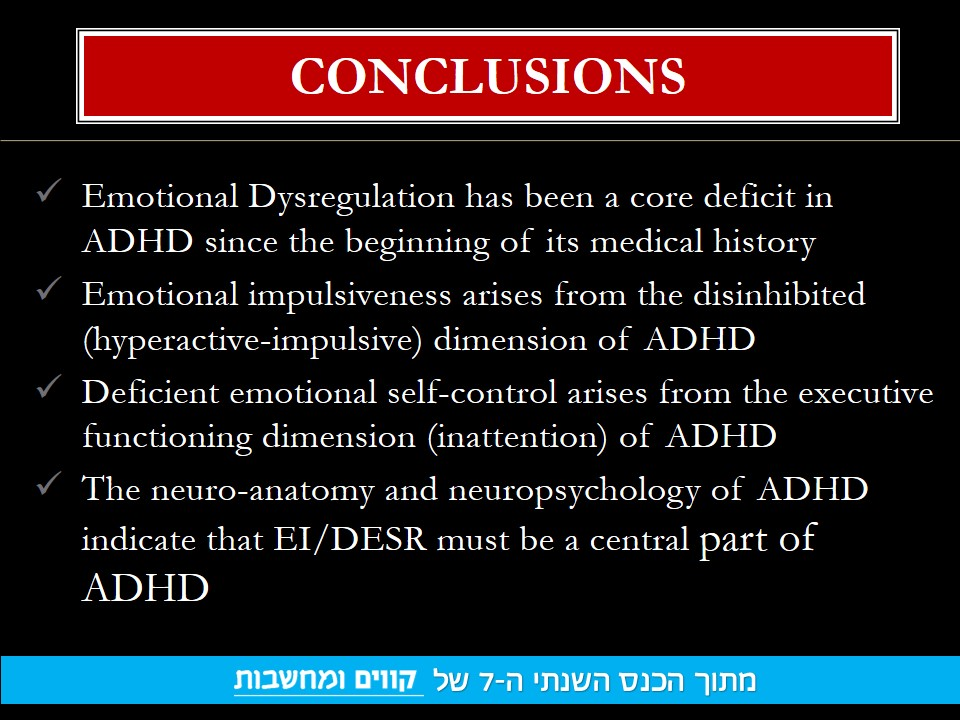 CONCLUSIONS
Emotional Dysregulation has been a core deficit in
ADHD since the beginning of its medical history
Emotional impulsiveness arises from the disinhibited
(hyperactive-impulsive) dimension of ADHD
Deficient emotional self-control arises from the executive
functioning dimension (inattention) of ADHD
The neuro-anatomy and neuropsychology of ADHD
indicate that EI/DESR must be a central part of
ADHD
מתוך הכנס השנתי ה-7 של קווים ומחשבות